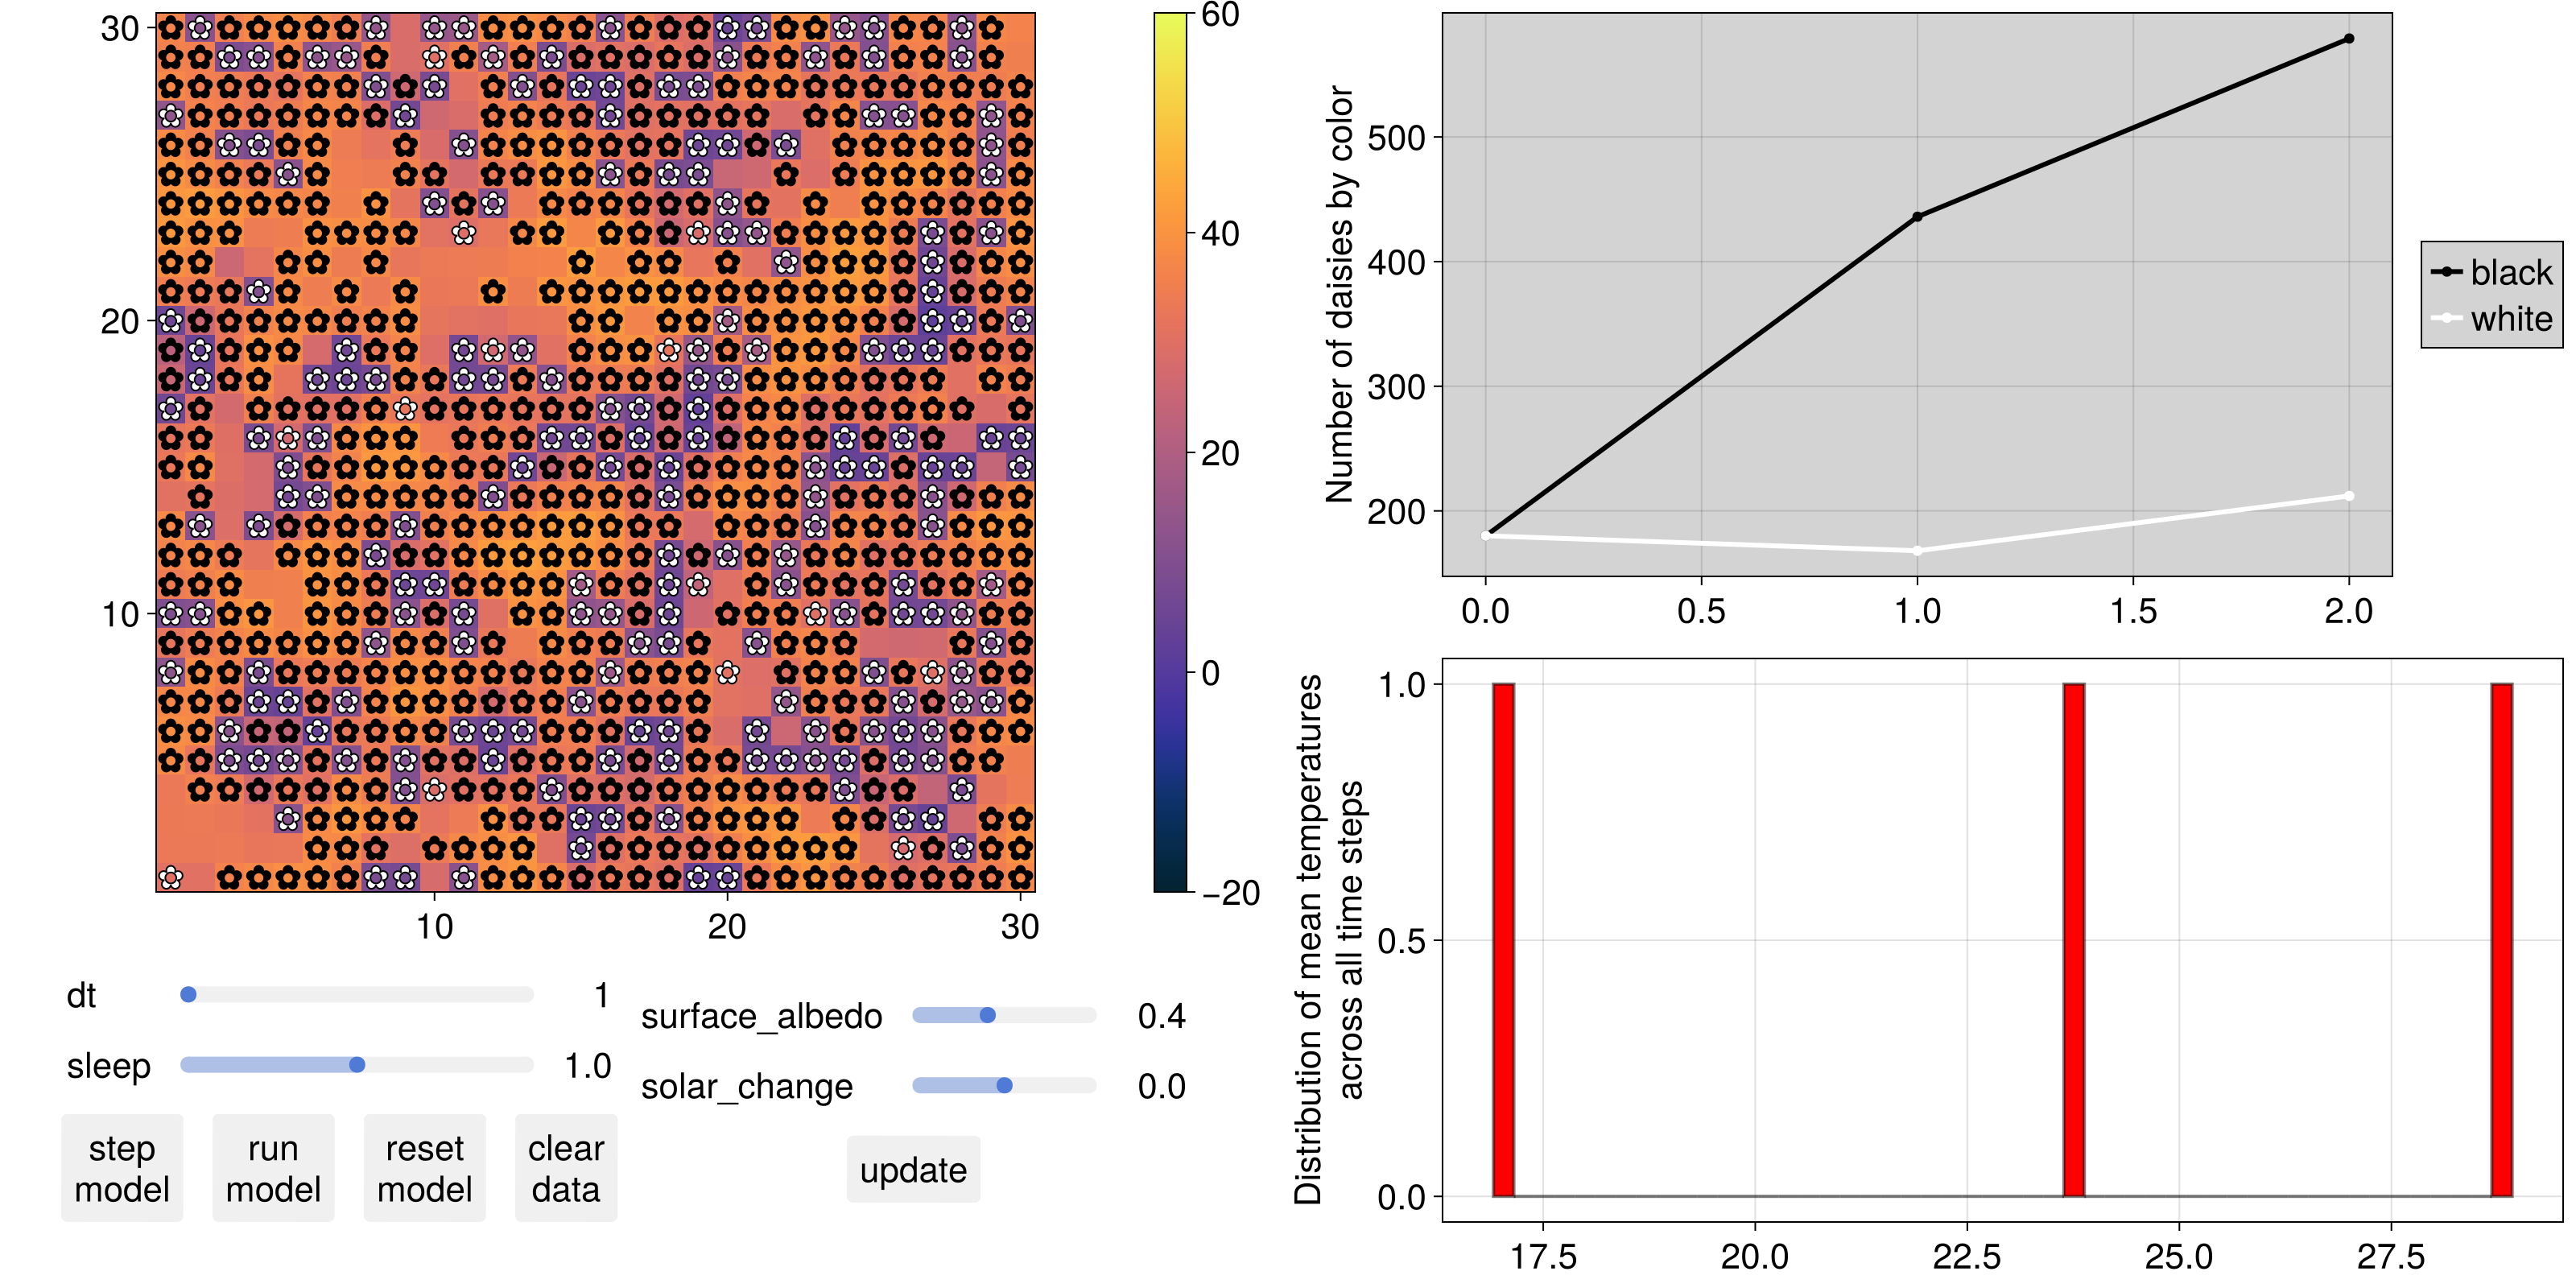 30
20
10
10
20
30
60
40
20
0
−20
dt
1
sleep
1.0
surface_albedo
0.4
solar_change
0.0
step
model
run
model
reset
model
clear
data
update
Number of daisies by color
500
400
300
200
0.0
0.5
1.0
1.5
2.0
black
white
Distribution of mean temperatures
across all time steps
1.0
0.5
0.0
17.5
20.0
22.5
25.0
27.5